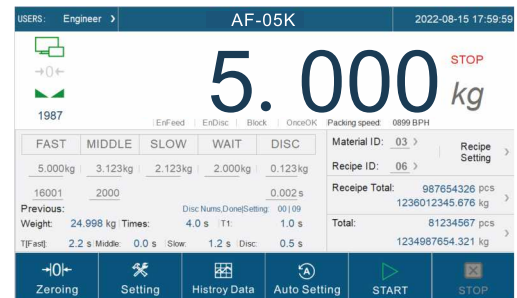 USERS: Engineer > AF-05K 2022-08-15 17:59:59
→0←
1987
5.000 kg
STOP
EnFeed | EnDisc | Block | OnceOK Packing speed: 0899 BPH
FAST MIDDLE SLOW WAIT DISC
5.000kg 3.123kg 2.123kg 2.000kg 0.123kg
16001 2000 0.002 s
Previous: Disc Nums,Done|Setting: 00|09
Weight: 24.998 kg Times: 4.0 s T1: 1.0 s
T[Fast]: 2.2 s Middle: 0.0 s Slow: 1.2 s Disc: 0.5 s
Material ID: 03 >
Recipe ID: 06 >
Recipe Setting >
Receipe Total: 987654326 pcs
1236012345.676 kg >
Total: 81234567 pcs
1234987654.321 kg >
→|0|← Zeroing
Setting
Histroy Data
A Auto Setting
START
STOP